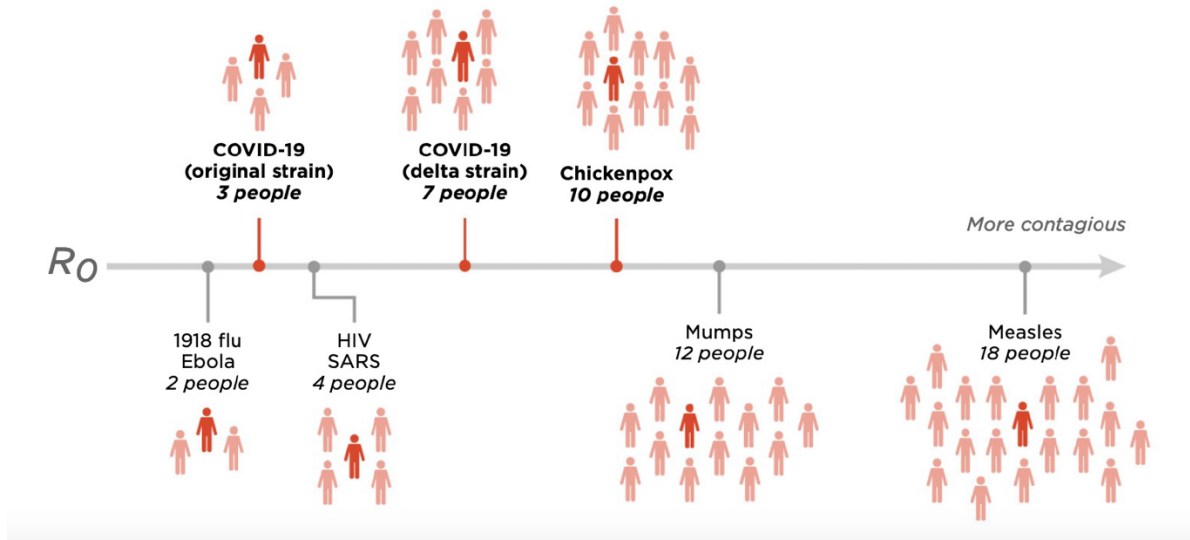 COVID-19
(original strain)
3 people
COVID-19
(delta strain)
7 people
Chickenpox
10 people
More contagious
R0
1918 flu
Ebola
2 people
HIV
SARS
4 people
Mumps
12 people
Measles
18 people